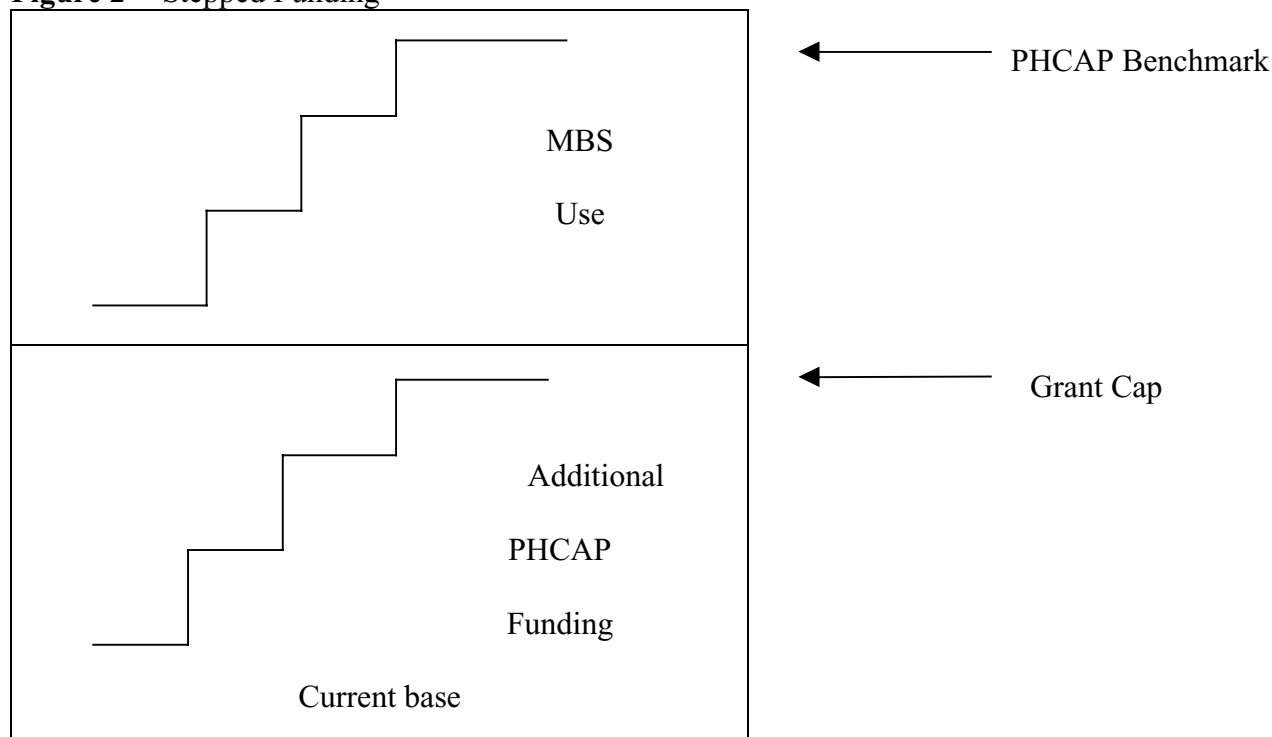 Figure 2 Stepped Funding
PHCAP Benchmark
MBS
Use
Grant Cap
Additional
PHCAP
Funding
Current base